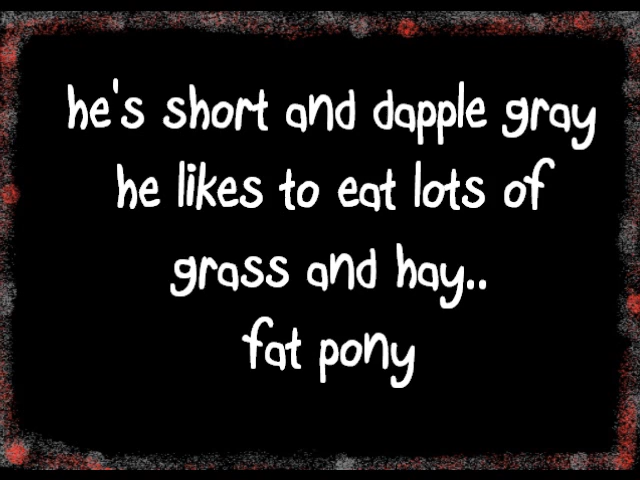 he's short and dapple gray
he likes to eat lots of
grass and hay..
fat pony